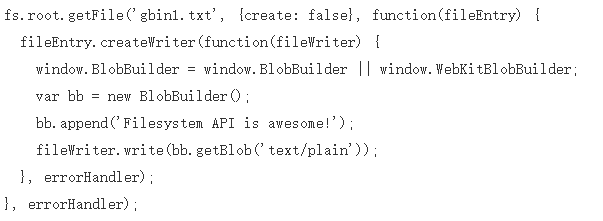 fs.root.getFile('gbin1.txt', {create: false}, function(fileEntry) {
  fileEntry.createWriter(function(fileWriter) {
    window.BlobBuilder = window.BlobBuilder || window.WebKitBlobBuilder;
    var bb = new BlobBuilder();
    bb.append('Filesystem API is awesome!');
    fileWriter.write(bb.getBlob('text/plain'));
  }, errorHandler);
}, errorHandler);